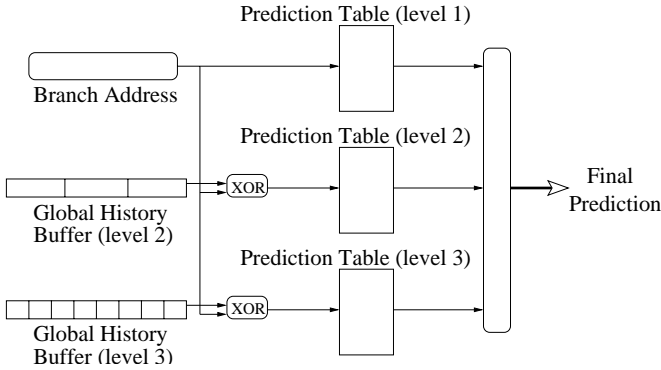 Prediction Table (level 1)
Branch Address
Prediction Table (level 2)
XOR
Global History
Buffer (level 2)
Final
Prediction
Prediction Table (level 3)
XOR
Global History
Buffer (level 3)